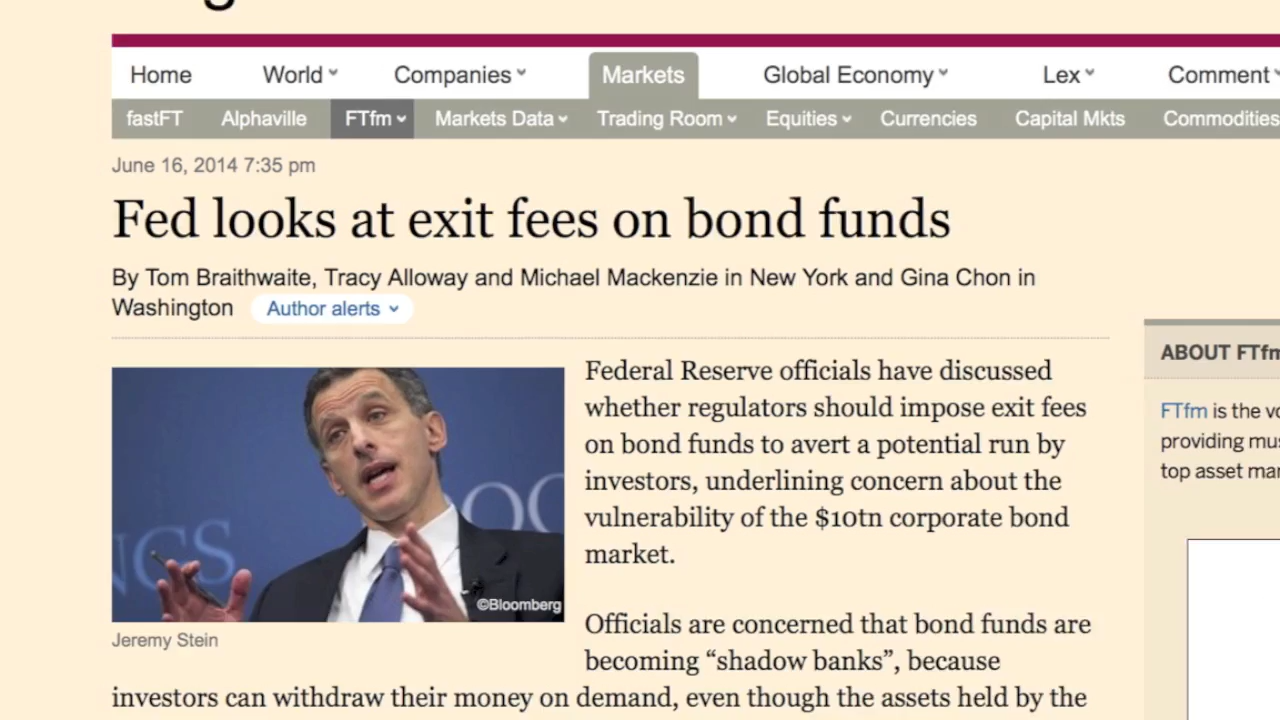 Home World Companies Markets Global Economy Lex Comment
fastFT Alphaville FTfm Markets Data Trading Room Equities Currencies Capital Mkts Commodities
June 16, 2014 7:35 pm
Fed looks at exit fees on bond funds
By Tom Braithwaite, Tracy Alloway and Michael Mackenzie in New York and Gina Chon in
Washington Author alerts
Federal Reserve officials have discussed
whether regulators should impose exit fees
on bond funds to avert a potential run by
investors, underlining concern about the
vulnerability of the $10tn corporate bond
market.
©Bloomberg
Jeremy Stein
Officials are concerned that bond funds are
becoming “shadow banks”, because
investors can withdraw their money on demand, even though the assets held by the
ABOUT FTfm
FTfm is the
providing
top asset